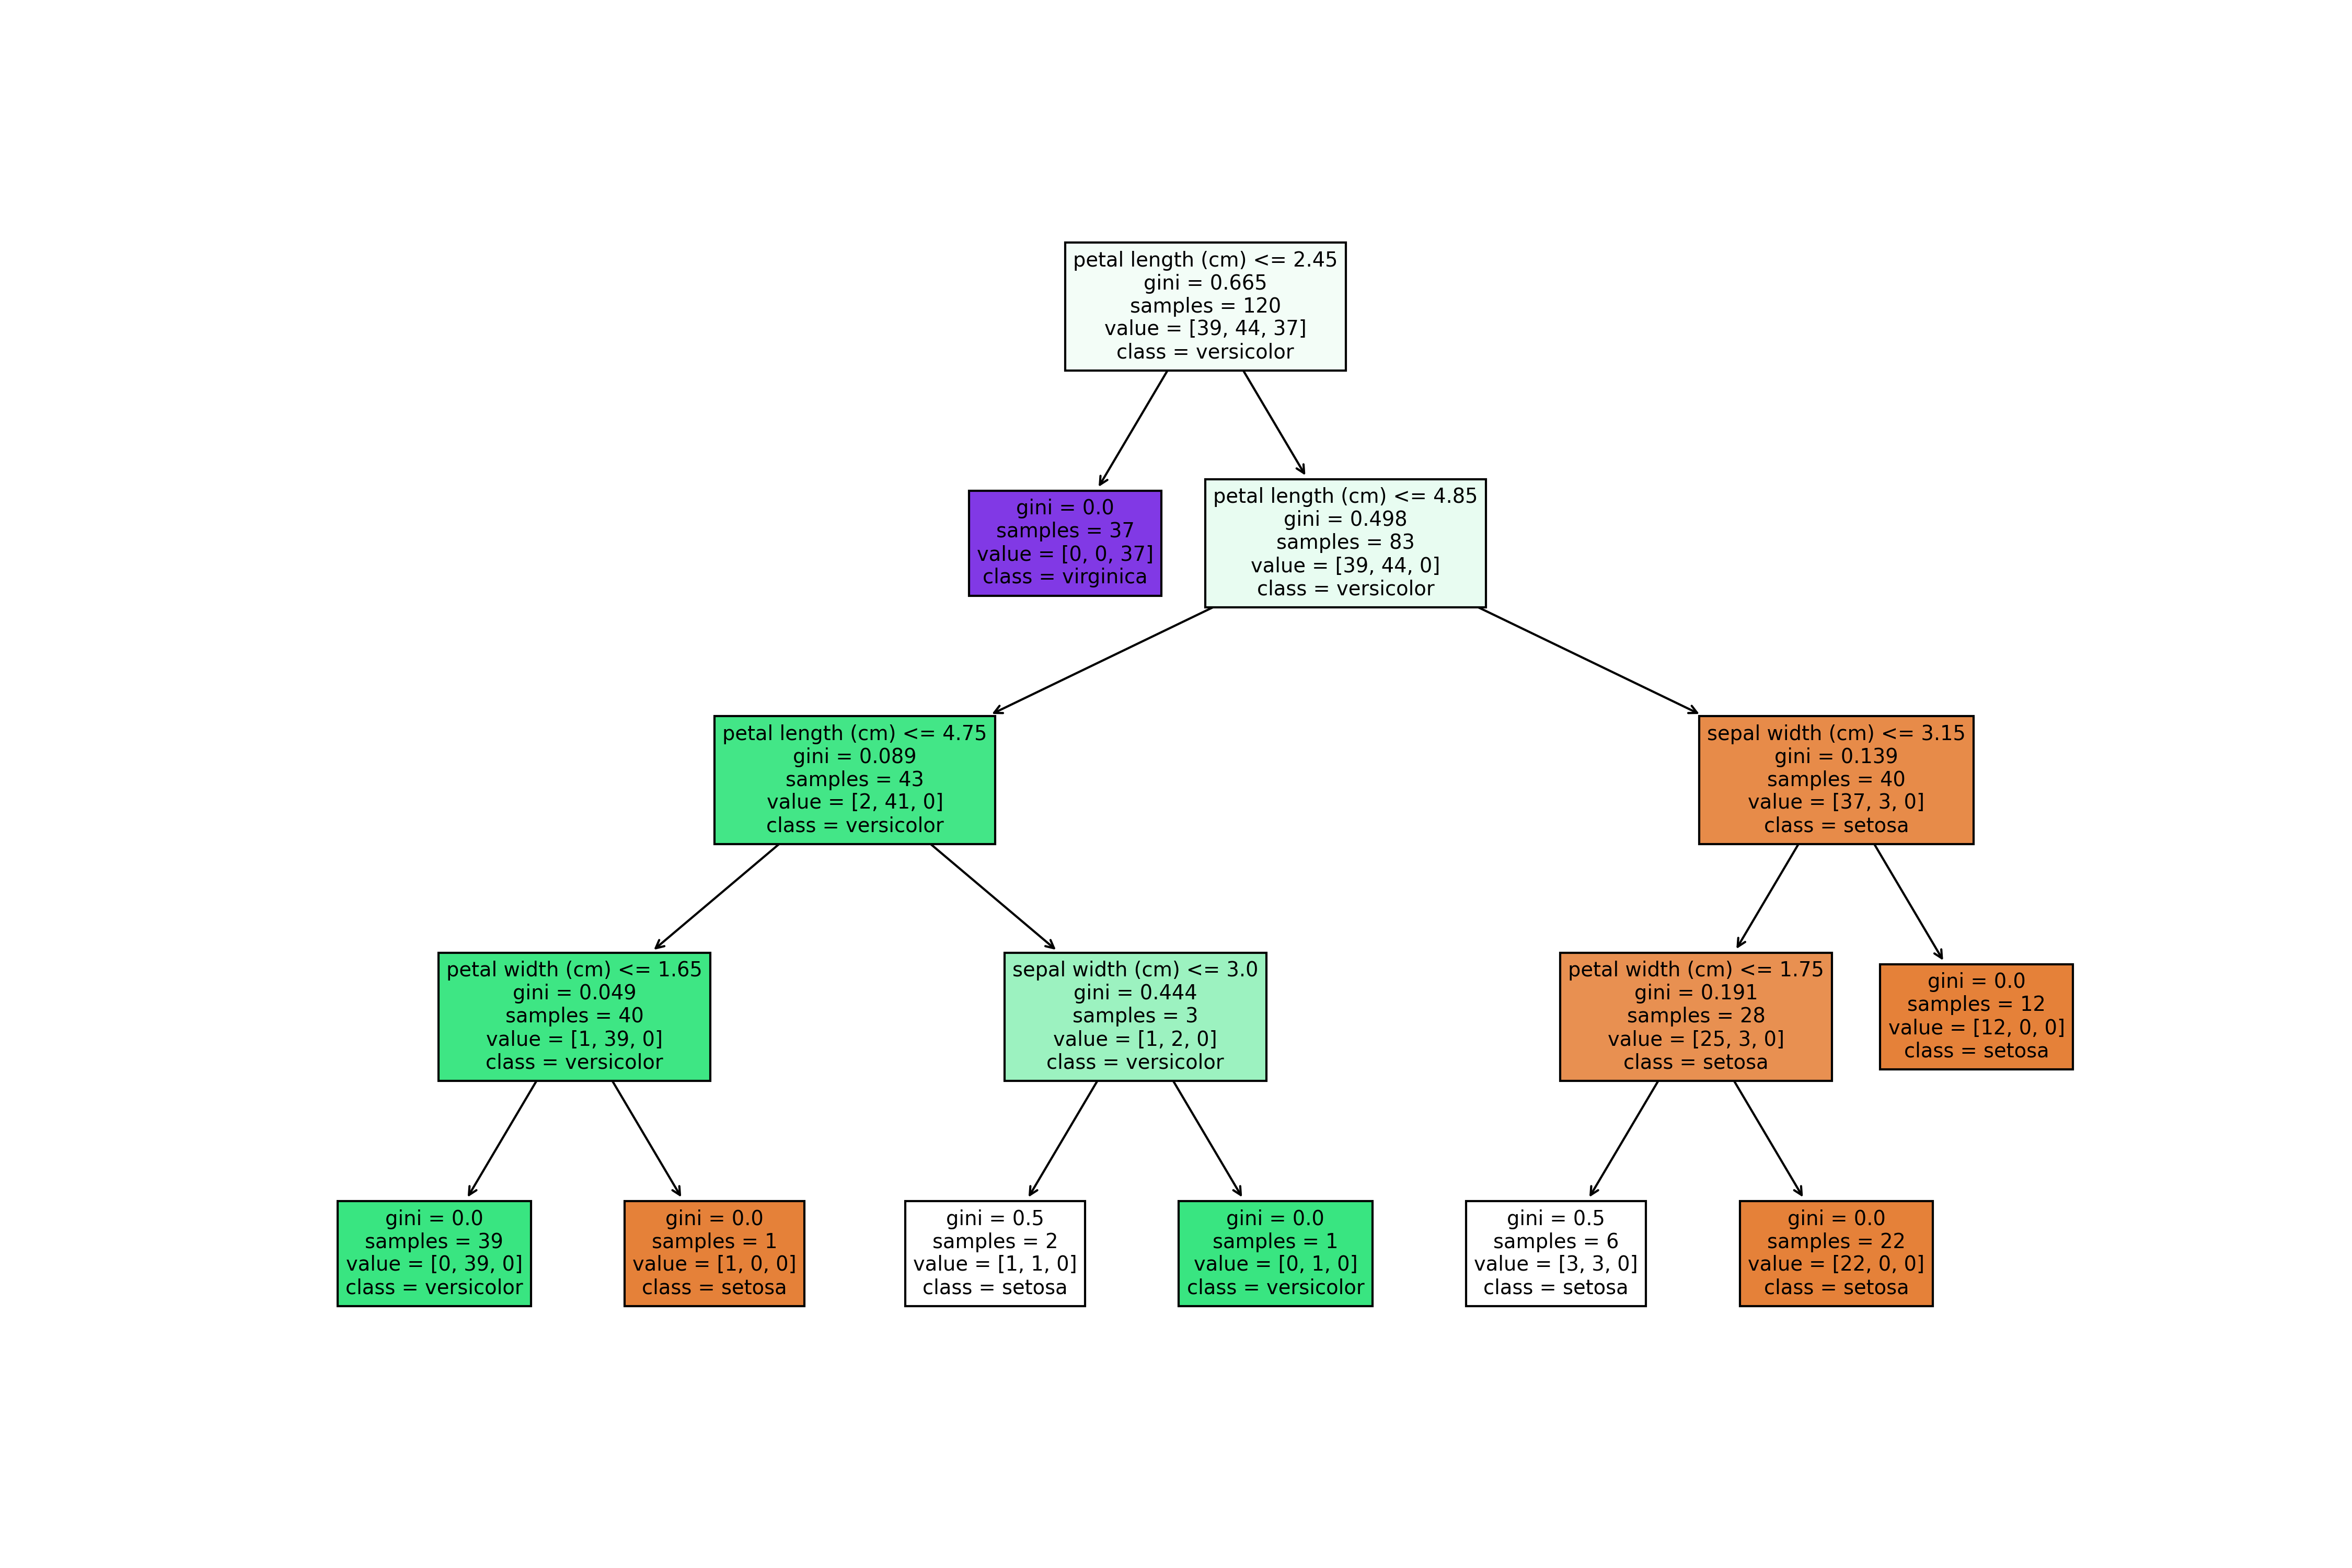 petal length (cm) <= 2.45
gini = 0.665
samples = 120
value = [39, 44, 37]
class = versicolor
gini = 0.0
samples = 37
value = [0, 0, 37]
class = virginica
petal length (cm) <= 4.85
gini = 0.498
samples = 83
value = [39, 44, 0]
class = versicolor
petal length (cm) <= 4.75
gini = 0.089
samples = 43
value = [2, 41, 0]
class = versicolor
sepal width (cm) <= 3.15
gini = 0.139
samples = 40
value = [37, 3, 0]
class = setosa
petal width (cm) <= 1.65
gini = 0.049
samples = 40
value = [1, 39, 0]
class = versicolor
sepal width (cm) <= 3.0
gini = 0.444
samples = 3
value = [1, 2, 0]
class = versicolor
petal width (cm) <= 1.75
gini = 0.191
samples = 28
value = [25, 3, 0]
class = setosa
gini = 0.0
samples = 12
value = [12, 0, 0]
class = setosa
gini = 0.0
samples = 39
value = [0, 39, 0]
class = versicolor
gini = 0.0
samples = 1
value = [1, 0, 0]
class = setosa
gini = 0.5
samples = 2
value = [1, 1, 0]
class = setosa
gini = 0.0
samples = 1
value = [0, 1, 0]
class = versicolor
gini = 0.5
samples = 6
value = [3, 3, 0]
class = setosa
gini = 0.0
samples = 22
value = [22, 0, 0]
class = setosa